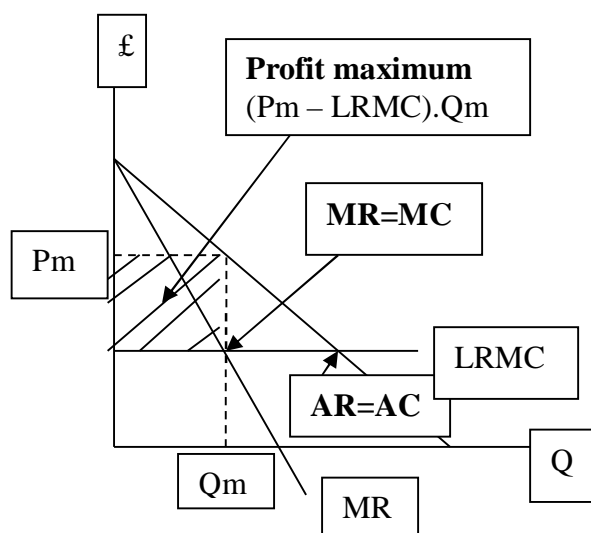 £
Profit maximum
(Pm – LRMC).Qm
MR=MC
Pm
LRMC
AR=AC
Q
Qm
MR